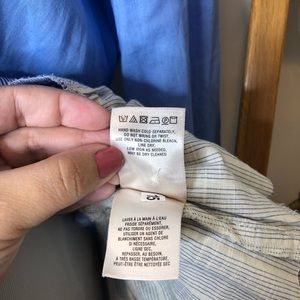 HAND WASH COLD SEPARATELY,
DO NOT WRING OR TWIST,
USE ONLY NON-CHLORINE BLEACH,
LINE DRY,
LOW IRON AS NEEDED,
MAY BE DRY CLEANED
LAVER À LA MAIN À L'EAU
FROIDE SÉPARÉMENT,
NE PAS TORDRE OU ESSORER,
UTILISER UN AGENT DE
BLANCHIMENT SANS CHLORE
SI NÉCESSAIRE,
LIGNE SEC,
REPASSER, AU BESOIN,
À TRÈS BASSE TEMPÉRATURE,
PEUT ÊTRE NETTOYÉ SEC